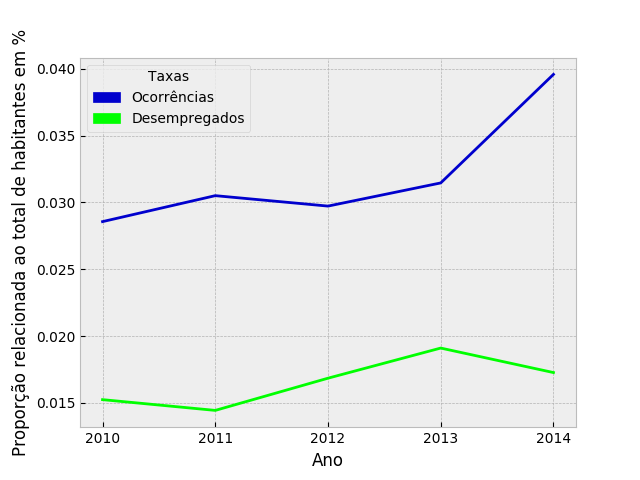 Proporção relacionada ao total de habitantes em %
0.040
0.035
0.030
0.025
0.020
0.015
Taxas
Ocorrências
Desempregados
2010 2011 2012 2013 2014
Ano